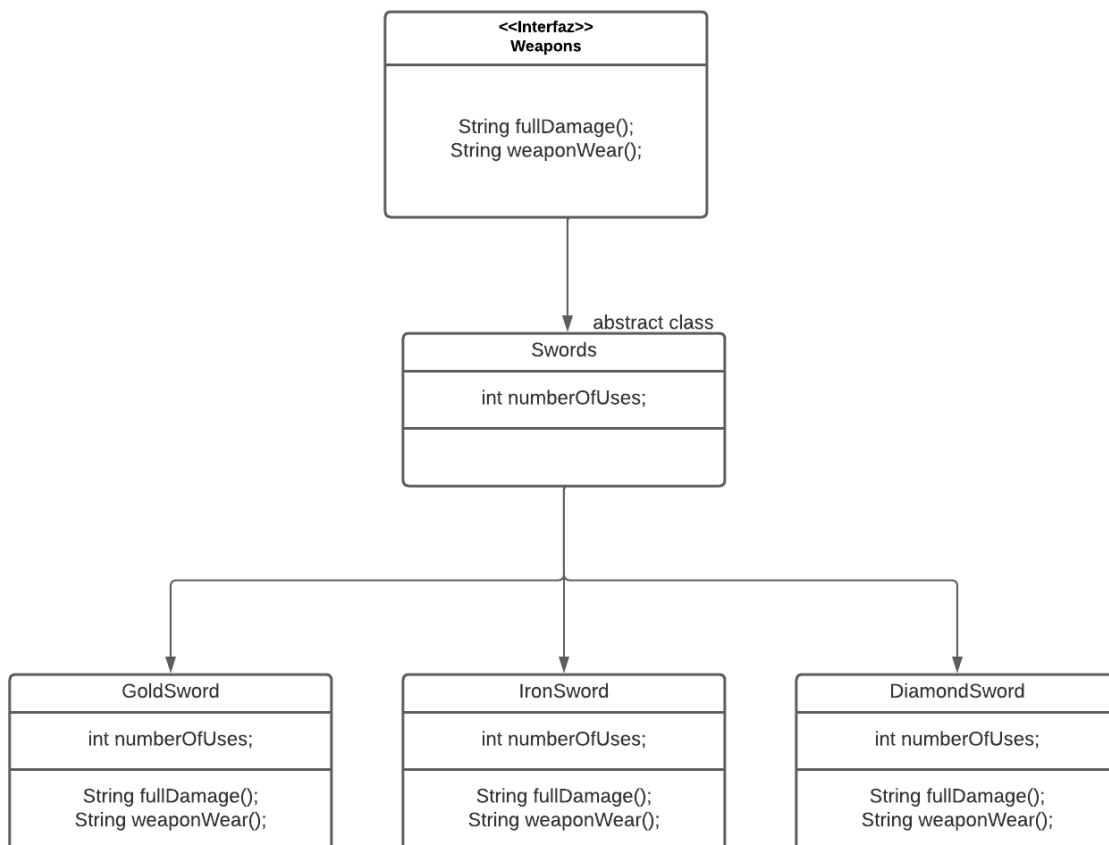 <<Interfaz>>
Weapons
String fullDamage();
String weaponWear();
abstract class
Swords
int numberOfUses;
GoldSword
int numberOfUses;
String fullDamage();
String weaponWear();
IronSword
int numberOfUses;
String fullDamage();
String weaponWear();
DiamondSword
int numberOfUses;
String fullDamage();
String weaponWear();